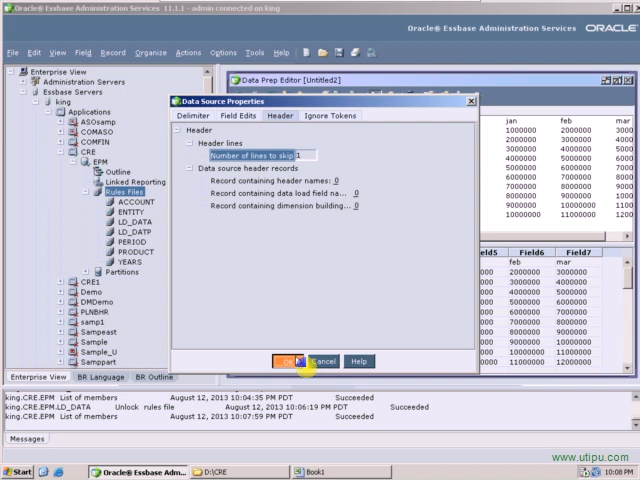 Oracle® Essbase Administration Services 11.1.1 - admin connected on king
Oracle® Essbase Administration Services ORACLE
File Edit View Field Record Organize Actions Options Tools Help
Enterprise View
Administration Servers
Essbase Servers
king
Applications
ASOsamp
COMASO
COMFIN
CRE
EPM
Outline
Linked Reporting
Rules Files
ACCOUNT
ENTITY
LD_DATA
LD_DATP
PERIOD
PRODUCT
YEARS
Partitions
CRE1
Demo
DMDemo
PLNBHR
samp1
Sampeast
Sample
Sample_U
Samppart
Enterprise View BR Language BR Outline
Data Prep Editor [Untitled2]
jan feb mar
1000000 2000000 3000
2000000 3000000 4000
3000000 4000000 5000
4000000 5000000 6000
5000000 6000000 7000
6000000 7000000 8000
7000000 8000000 9000
8000000 9000000 1000
9000000 10000000 1100
10000000 11000000 1200
Data Source Properties
Delimiter Field Edits Header Ignore Tokens
Header
Header lines
Number of lines to skip 1
Data source header records
Record containing header names: 0
Record containing data load field na... 0
Record containing dimension building... 0
OK Cancel Help
eld5 Field6 Field7
feb mar
000 2000000 3000000
000 3000000 4000000
000 4000000 5000000
000 5000000 6000000
000 6000000 7000000
000 7000000 8000000
000 8000000 9000000
000 9000000 10000000
000 10000000 11000000
000 11000000 12000000
king.CRE.EPM List of members August 12, 2013 10:04:35 PM PDT Succeeded
king.CRE.EPM.LD_DATA Unlock rules file August 12, 2013 10:06:19 PM PDT Succeeded
king.CRE.EPM List of members August 12, 2013 10:07:59 PM PDT Succeeded
Messages
www.utipu.com
Start Oracle® Essbase Adm... D:\CRE Book1 10:08 PM